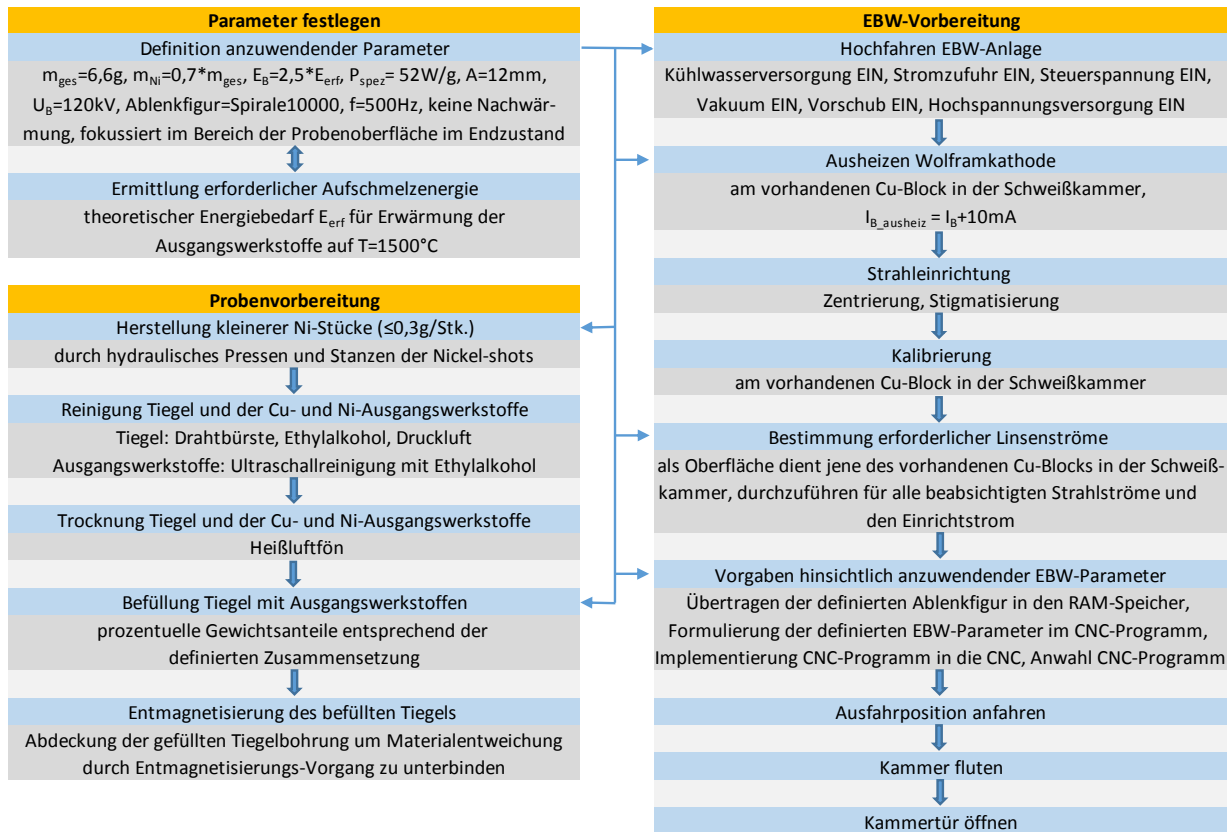 Parameter festlegen
Definition anzuwendender Parameter
m_ges=6,6g, m_Ni=0,7*m_ges, E_B=2,5*E_erf, P_spez= 52W/g, A=12mm,
U_B=120kV, Ablenkfigur=Spirale10000, f=500Hz, keine Nachwär-
mung, fokussiert im Bereich der Probenoberfläche im Endzustand
Ermittlung erforderlicher Aufschmelzenergie
theoretischer Energiebedarf E_erf für Erwärmung der
Ausgangswerkstoffe auf T=1500°C
Probenvorbereitung
Herstellung kleinerer Ni-Stücke (≤0,3g/Stk.)
durch hydraulisches Pressen und Stanzen der Nickel-shots
Reinigung Tiegel und der Cu- und Ni-Ausgangswerkstoffe
Tiegel: Drahtbürste, Ethylalkohol, Druckluft
Ausgangswerkstoffe: Ultraschallreinigung mit Ethylalkohol
Trocknung Tiegel und der Cu- und Ni-Ausgangswerkstoffe
Heißluftfön
Befüllung Tiegel mit Ausgangswerkstoffen
prozentuelle Gewichtsanteile entsprechend der
definierten Zusammensetzung
Entmagnetisierung des befüllten Tiegels
Abdeckung der gefüllten Tiegelbohrung um Materialentweichung
durch Entmagnetisierungs-Vorgang zu unterbinden
EBW-Vorbereitung
Hochfahren EBW-Anlage
Kühlwasserversorgung EIN, Stromzufuhr EIN, Steuerspannung EIN,
Vakuum EIN, Vorschub EIN, Hochspannungsversorgung EIN
Ausheizen Wolframkathode
am vorhandenen Cu-Block in der Schweißkammer,
I_B_ausheiz = I_B+10mA
Strahleinrichtung
Zentrierung, Stigmatisierung
Kalibrierung
am vorhandenen Cu-Block in der Schweißkammer
Bestimmung erforderlicher Linsenströme
als Oberfläche dient jene des vorhandenen Cu-Blocks in der Schweiß-
kammer, durchzuführen für alle beabsichtigten Strahlströme und
den Einrichtstrom
Vorgaben hinsichtlich anzuwendender EBW-Parameter
Übertragen der definierten Ablenkfigur in den RAM-Speicher,
Formulierung der definierten EBW-Parameter im CNC-Programm,
Implementierung CNC-Programm in die CNC, Anwahl CNC-Programm
Ausfahrposition anfahren
Kammer fluten
Kammertür öffnen